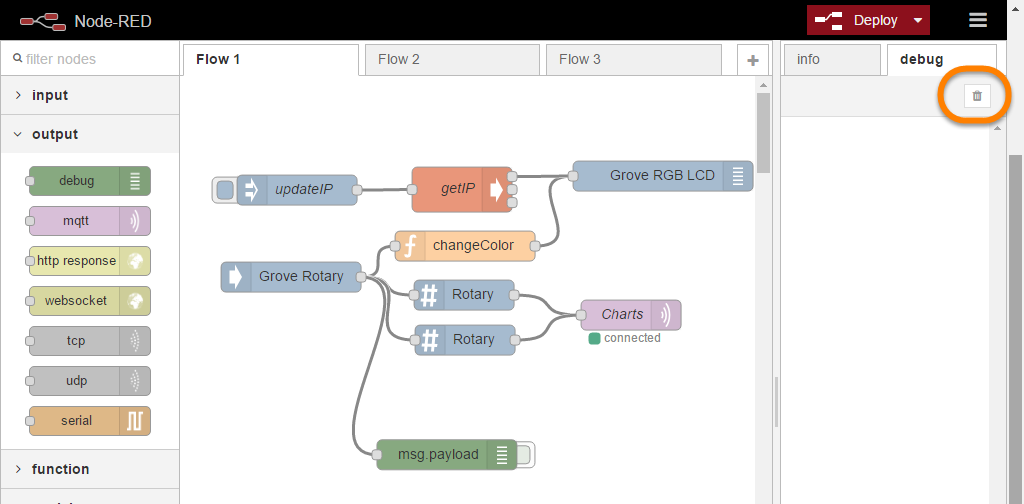 Node-RED
Deploy
filter nodes
Flow 1
Flow 2
Flow 3
+
info
debug
input
output
debug
mqtt
http response
websocket
tcp
udp
serial
function
updateIP
getIP
Grove RGB LCD
f
changeColor
Grove Rotary
# Rotary
# Rotary
Charts
connected
msg.payload